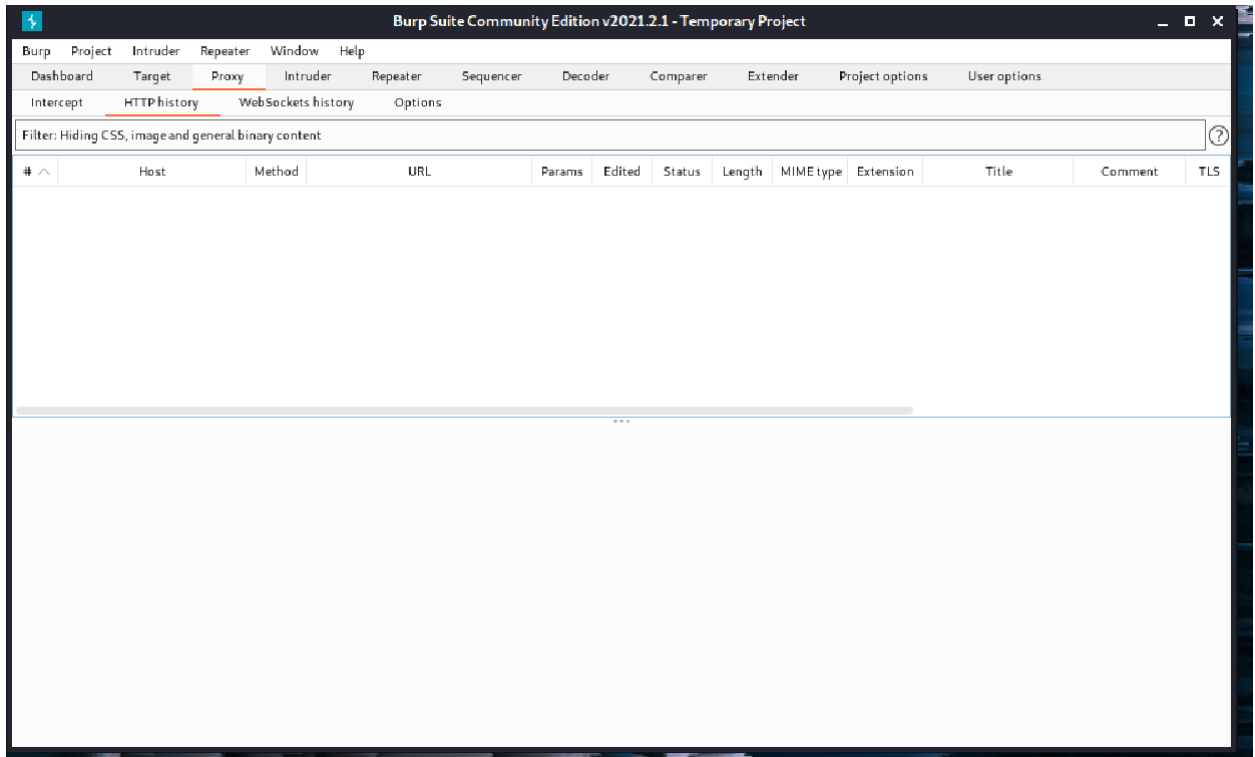 Burp Suite Community Edition v2021.2.1 - Temporary Project
Burp Project Intruder Repeater Window Help
Dashboard Target Proxy Intruder Repeater Sequencer Decoder Comparer Extender Project options User options
Intercept HTTP history WebSockets history Options
Filter: Hiding CSS, image and general binary content ?
# Host Method URL Params Edited Status Length MIME type Extension Title Comment TLS